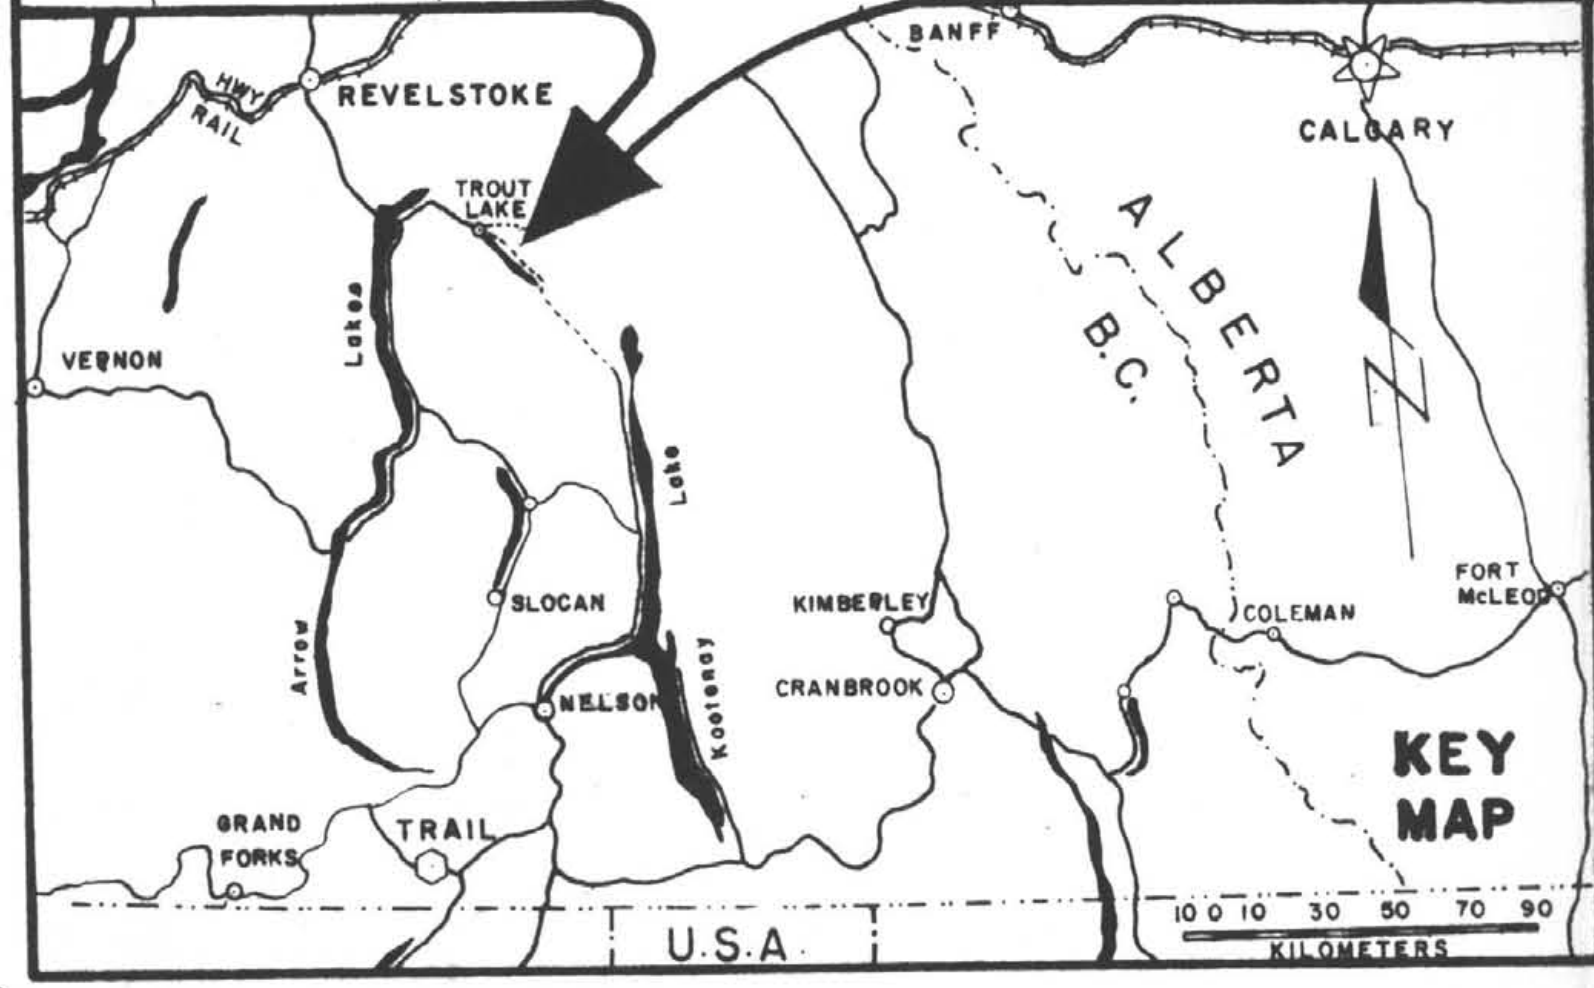 BANFF
HWY
REVELSTOKE
RAIL
CALGARY
TROUT
LAKE
ALBERTA
B.C.
Lakes
VERNON
N
Lake
SLOCAN
KIMBERLEY
FORT
McLEOD
COLEMAN
Arrow
Kootenay
CRANBROOK
NELSON
KEY
MAP
GRAND
FORKS
TRAIL
10 0 10 30 50 70 90
KILOMETERS
U.S.A.